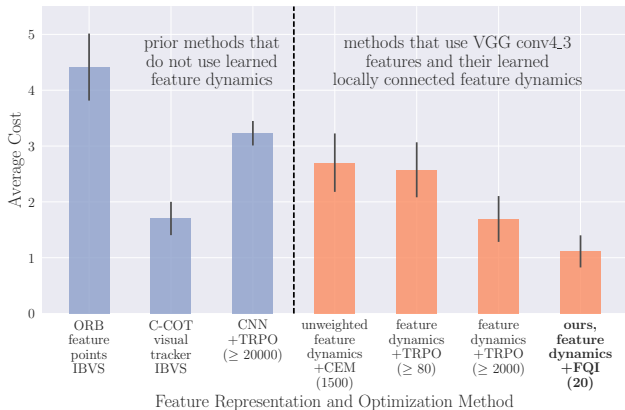 prior methods that
do not use learned
feature dynamics
methods that use VGG conv4_3
features and their learned
locally connected feature dynamics
Average Cost
5
4
3
2
1
0
ORB
feature
points
IBVS
C-COT
visual
tracker
IBVS
CNN
+TRPO
(≥ 20000)
unweighted
feature
dynamics
+CEM
(1500)
feature
dynamics
+TRPO
(≥ 80)
feature
dynamics
+TRPO
(≥ 2000)
ours,
feature
dynamics
+FQI
(20)
Feature Representation and Optimization Method